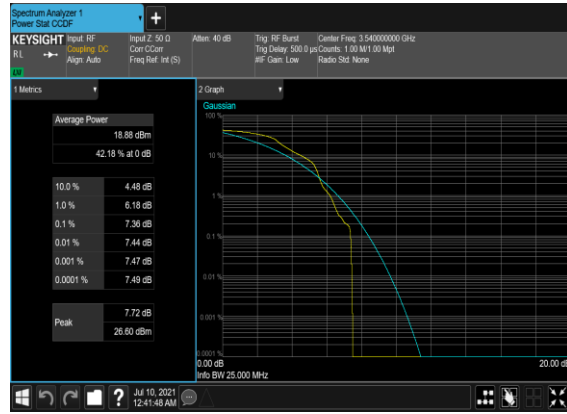 Spectrum Analyzer 1
Power Stat CCDF
+
KEYSIGHT Input: RF Input Z: 50 Ω Atten: 40 dB Trig: RF Burst Center Freq: 3.540000000 GHz
RL Coupling: DC Corr CCorr Trig Delay: 500.0 µs Counts: 1.00 M/1.00 Mpt
Align: Auto Freq Ref: Int (S) #IF Gain: Low Radio Std: None
1 Metrics
2 Graph
Gaussian
Average Power
18.88 dBm
42.18 % at 0 dB
10.0 % 4.48 dB
1.0 % 6.18 dB
0.1 % 7.36 dB
0.01 % 7.44 dB
0.001 % 7.47 dB
0.0001 % 7.49 dB
Peak 7.72 dB
26.60 dBm
100 %
10 %
1 %
0.1 %
0.01 %
0.001 %
0.0001 %
0.00 dB 20.00 dB
Info BW 25.000 MHz
? Jul 10, 2021
12:41:48 AM